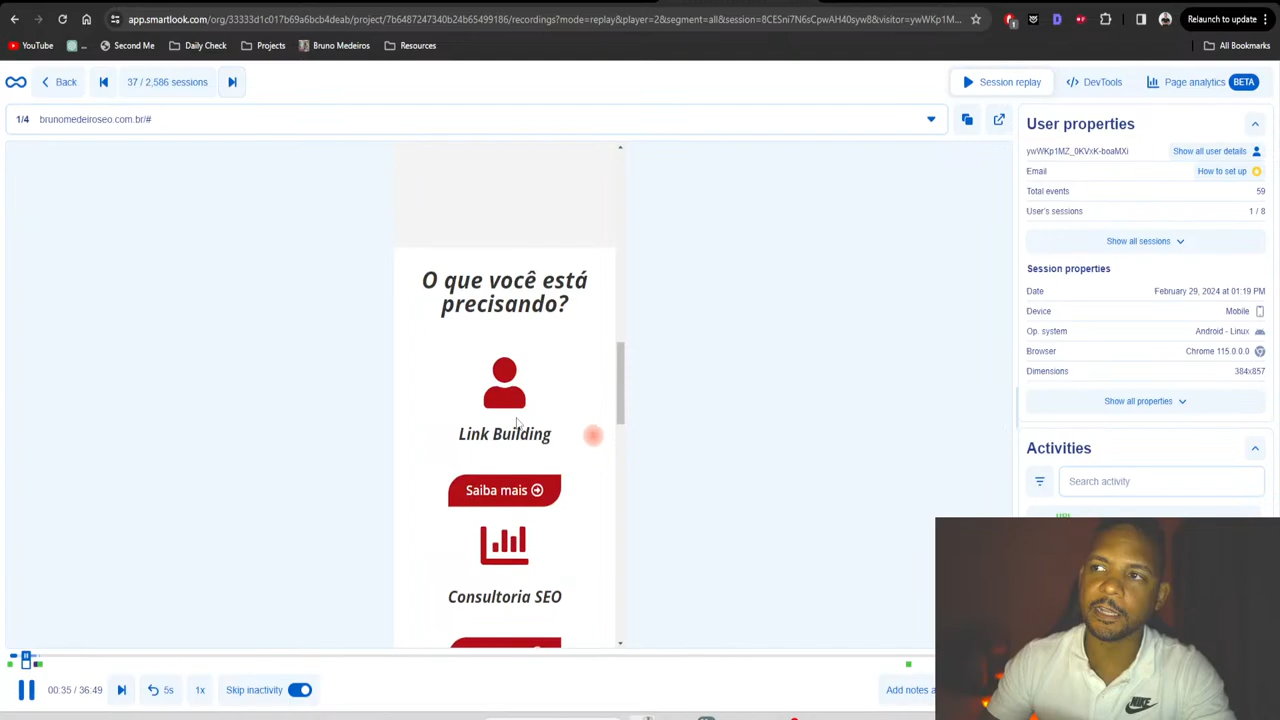 app.smartlook.com/org/33333d1c017b69a6bcb4deab/project/7b6487247340b24b65499186/recordings?mode=replay&player=2&segment=all&session=8CESni7N6sCpwAH40syw8&visitor=ywWKp1M...
Relaunch to update
YouTube
...
Second Me
Daily Check
Projects
Bruno Medeiros
Resources
All Bookmarks
Back
37 / 2,586 sessions
Session replay
DevTools
Page analytics BETA
1/4 brunomedeiroseo.com.br/#
User properties
ywWKp1MZ_0KVxK-boaMXi Show all user details
Email How to set up
Total events 59
User's sessions 1 / 8
Show all sessions
Session properties
Date February 29, 2024 at 01:19 PM
Device Mobile
Op. system Android - Linux
Browser Chrome 115.0.0.0
Dimensions 384x857
Show all properties
Activities
Search activity
URL
O que você está
precisando?
Link Building
Saiba mais
Consultoria SEO
00:35 / 36:49
5s
1x
Skip inactivity
Add notes a
NIKE